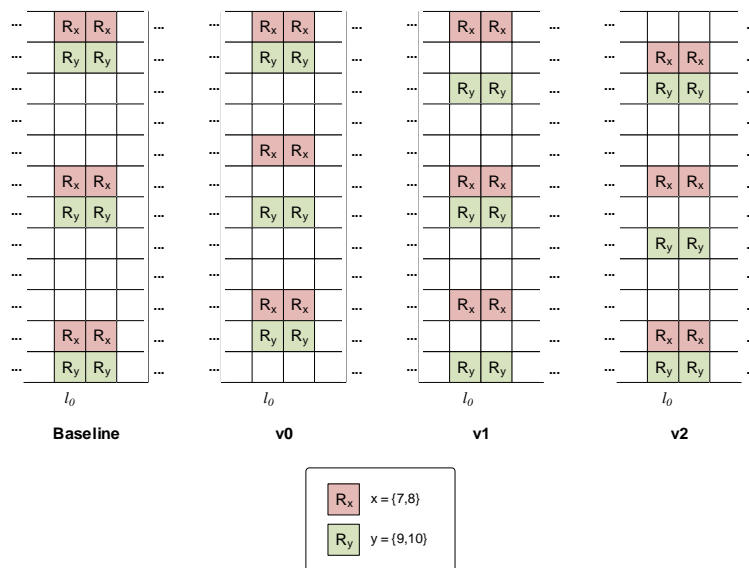 ... Rx Rx ... ... Rx Rx ... ... Rx Rx ... ... ...
... Ry Ry ... ... Ry Ry ... ... ... ... Rx Rx ...
... ... ... ... ... Ry Ry ... ... Ry Ry ...
... ... ... ... ... ... ... ...
... ... ... Rx Rx ... ... ... ... ...
... Rx Rx ... ... ... ... Rx Rx ... ... Rx Rx ...
... Ry Ry ... ... Ry Ry ... ... Ry Ry ... ... ...
... ... ... ... ... ... ... Ry Ry ...
... ... ... ... ... ... ... ...
... ... ... Rx Rx ... ... Rx Rx ... ... ...
... Rx Rx ... ... Ry Ry ... ... ... ... Rx Rx ...
... Ry Ry ... ... ... ... Ry Ry ... ... Ry Ry ...
l0 l0 l0 l0
Baseline v0 v1 v2
Rx x = {7,8}
Ry y = {9,10}